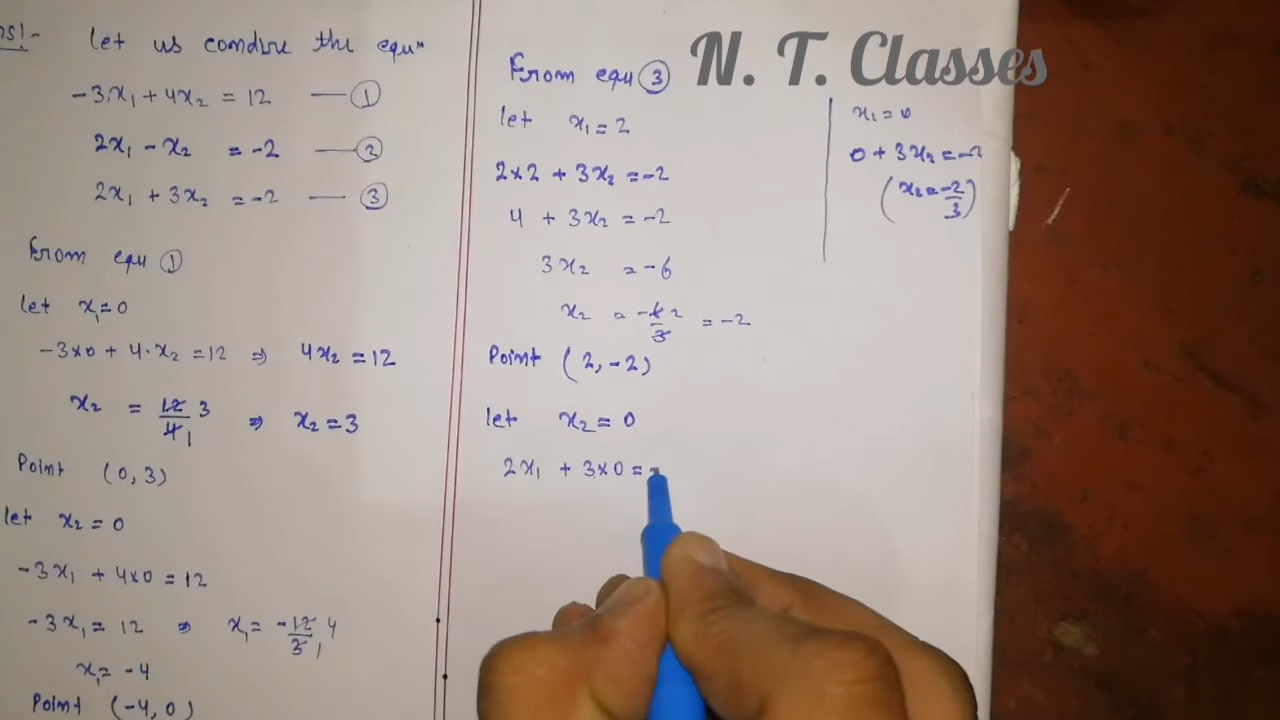 ns!- let us condire the equⁿ
-3x₁ + 4x₂ = 12 —— ①
2x₁ - x₂ = -2 —— ②
2x₁ + 3x₂ = -2 —— ③
From equ ①
let x₁=0
-3×0 + 4·x₂ = 12 ⇒ 4x₂ = 12
x₂ = 12/4 3 1 ⇒ x₂ = 3
Point (0, 3)
let x₂ = 0
-3x₁ + 4×0 = 12
-3x₁ = 12 ⇒ x₁ = -12/3 4 1
x₁ = -4
Point (-4, 0)
N. T. Classes
From equ ③
let x₁ = 2
2×2 + 3x₂ = -2
4 + 3x₂ = -2
3x₂ = -6
x₂ = -6/3 2 = -2
Point (2, -2)
let x₂ = 0
2x₁ + 3×0 = -
x₁ = 0
0 + 3x₂ = -2
(x₂ = -2/3)